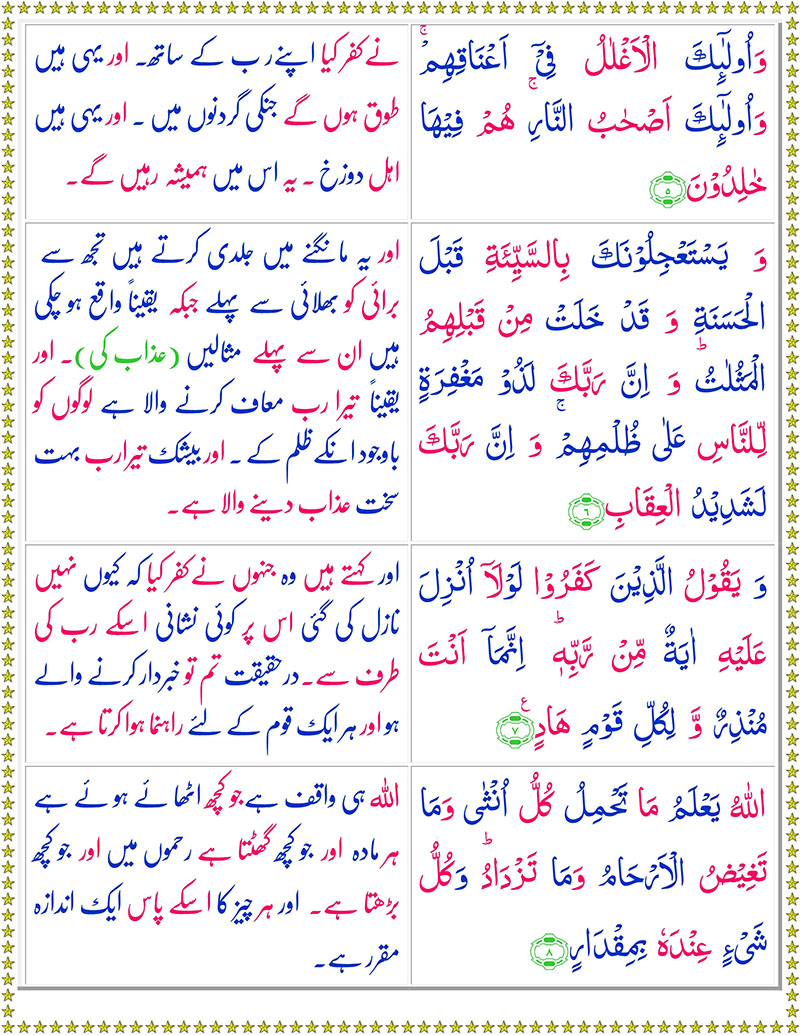 وَاُولٰٓئِكَ الْاَغْلٰلُ فِیْۤ اَعْنَاقِهِمْ ۚ
وَاُولٰٓئِكَ اَصْحٰبُ النَّارِ ۚ هُمْ فِیْهَا
خٰلِدُوْنَ ﴿۵﴾
نے کفر کیا اپنے رب کے ساتھ۔ اور یہی ہیں
طوق ہوں گے جنکی گردنوں میں ۔ اور یہی ہیں
اہل دوزخ ۔ یہ اس میں ہمیشہ رہیں گے۔
وَ یَسْتَعْجِلُوْنَكَ بِالسَّیِّئَةِ قَبْلَ
الْحَسَنَةِ وَ قَدْ خَلَتْ مِنْ قَبْلِهِمُ
الْمَثُلٰتُ ؕ وَ اِنَّ رَبَّكَ لَذُوْ مَغْفِرَةٍ
لِّلنَّاسِ عَلٰی ظُلْمِهِمْ ۚ وَ اِنَّ رَبَّكَ
لَشَدِیْدُ الْعِقَابِ ﴿۶﴾
اور یہ مانگنے میں جلدی کرتے ہیں تجھ سے
برائی کو بھلائی سے پہلے جبکہ یقیناً واقع ہو چکی
ہیں ان سے پہلے مثالیں (عذاب کی)۔ اور
یقیناً تیرا رب معاف کرنے والا ہے لوگوں کو
باوجود انکے ظلم کے ۔ اور بیشک تیرا رب بہت
سخت عذاب دینے والا ہے۔
وَ یَقُوْلُ الَّذِیْنَ كَفَرُوْا لَوْلَاۤ اُنْزِلَ
عَلَیْهِ اٰیَةٌ مِّنْ رَّبِّهٖ ؕ اِنَّمَاۤ اَنْتَ
مُنْذِرٌ وَّ لِكُلِّ قَوْمٍ هَادٍ ۧ ﴿۷﴾
اور کہتے ہیں وہ جنہوں نے کفر کیا کہ کیوں نہیں
نازل کی گئی اس پر کوئی نشانی اسکے رب کی
طرف سے۔ درحقیقت تم تو خبردار کرنے والے
ہو اور ہر ایک قوم کے لئے راہنما ہوا کرتا ہے۔
اَللّٰهُ یَعْلَمُ مَا تَحْمِلُ كُلُّ اُنْثٰی وَمَا
تَغِیْضُ الْاَرْحَامُ وَمَا تَزْدَادُ ؕ وَكُلُّ
شَیْءٍ عِنْدَهٗ بِمِقْدَارٍ ﴿۸﴾
اللہ ہی واقف ہے جو کچھ اٹھائے ہوئے ہے
ہر مادہ اور جو کچھ گھٹتا ہے رحموں میں اور جو کچھ
بڑھتا ہے۔ اور ہر چیز کا اسکے پاس ایک اندازہ
مقرر ہے۔